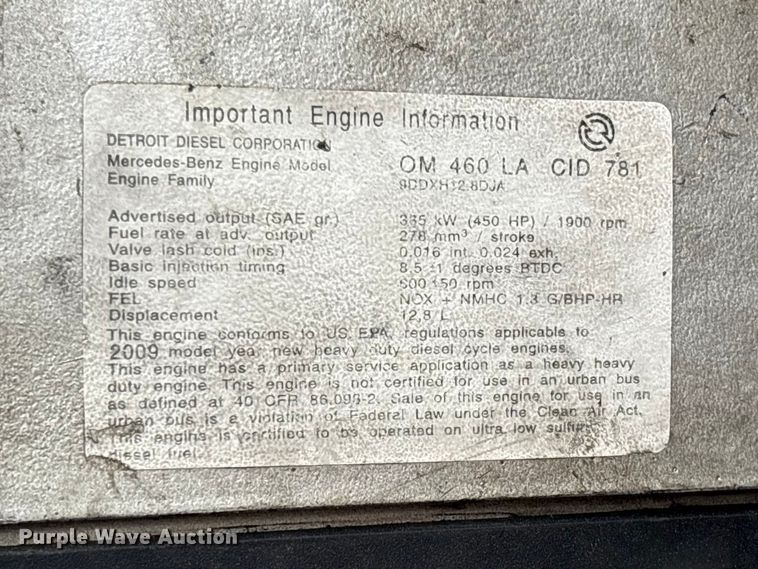 Important Engine Information
DETROIT DIESEL CORPORATION
Mercedes-Benz Engine Model OM 460 LA CID 781
Engine Family 9DDXH12.8DJA
Advertised output (SAE gr.) 335 kW (450 HP) / 1900 rpm
Fuel rate at adv. output 278 mm³ / stroke
Valve lash cold (ins.) 0.016 int. 0.024 exh.
Basic injection timing 8.5 ±1 degrees BTDC
Idle speed 600 ±50 rpm
FEL NOX + NMHC 1.3 G/BHP-HR
Displacement 12.8 L
This engine conforms to US EPA regulations applicable to
2009 model year new heavy duty diesel cycle engines.
This engine has a primary service application as a heavy heavy
duty engine. This engine is not certified for use in an urban bus
as defined at 40 CFR 86.093-2. Sale of this engine for use in an
urban bus is a violation of Federal Law under the Clean Air Act.
This engine is certified to be operated on ultra low sulfur
diesel fuel.
Purple Wave Auction